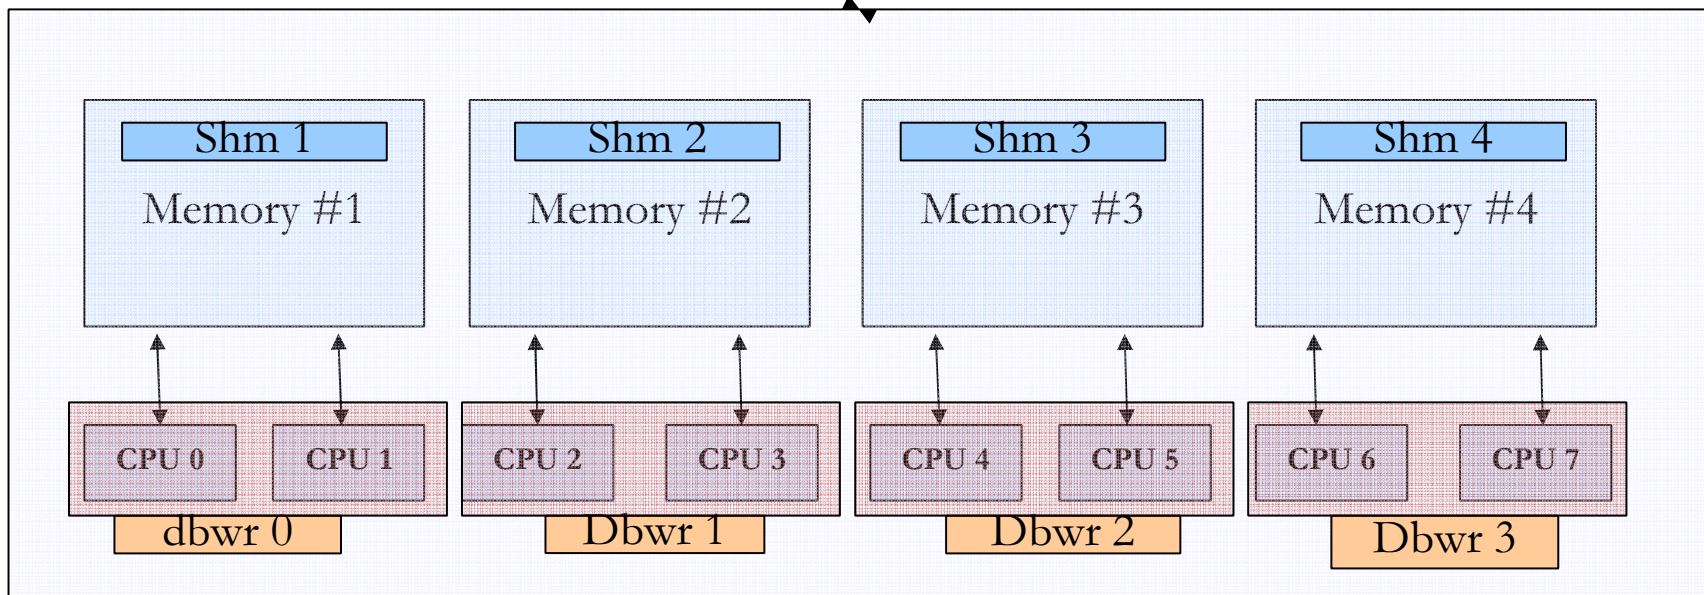 Shm 1
Shm 2
Shm 3
Shm 4
Memory #1
Memory #2
Memory #3
Memory #4
CPU 0
CPU 1
CPU 2
CPU 3
CPU 4
CPU 5
CPU 6
CPU 7
dbwr 0
Dbwr 1
Dbwr 2
Dbwr 3